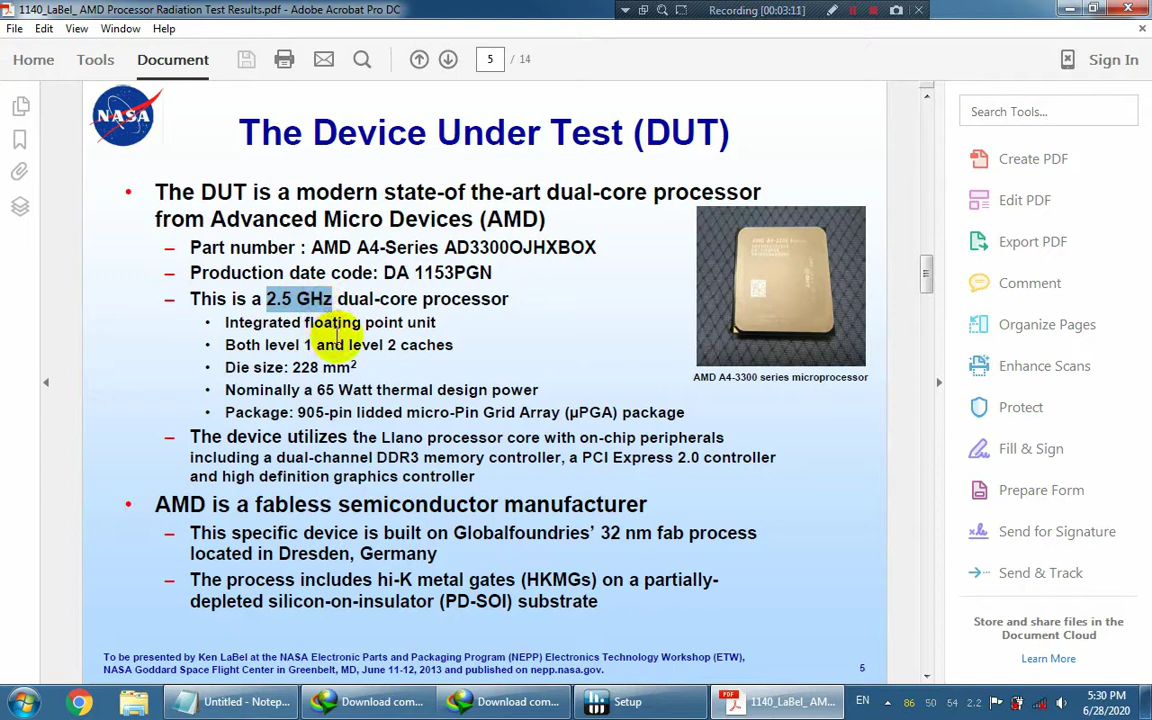 1140_LaBel_ AMD Processor Radiation Test Results.pdf - Adobe Acrobat Pro DC
Recording [00:03:11]
File Edit View Window Help
Home Tools Document
5 / 14
Sign In
NASA
The Device Under Test (DUT)
• The DUT is a modern state-of the-art dual-core processor
from Advanced Micro Devices (AMD)
– Part number : AMD A4-Series AD3300OJHXBOX
– Production date code: DA 1153PGN
– This is a 2.5 GHz dual-core processor
• Integrated floating point unit
• Both level 1 and level 2 caches
• Die size: 228 mm²
• Nominally a 65 Watt thermal design power
• Package: 905-pin lidded micro-Pin Grid Array (µPGA) package
AMD A4-3300 series microprocessor
– The device utilizes the Llano processor core with on-chip peripherals
including a dual-channel DDR3 memory controller, a PCI Express 2.0 controller
and high definition graphics controller
• AMD is a fabless semiconductor manufacturer
– This specific device is built on Globalfoundries’ 32 nm fab process
located in Dresden, Germany
– The process includes hi-K metal gates (HKMGs) on a partially-
depleted silicon-on-insulator (PD-SOI) substrate
To be presented by Ken LaBel at the NASA Electronic Parts and Packaging Program (NEPP) Electronics Technology Workshop (ETW),
NASA Goddard Space Flight Center in Greenbelt, MD, June 11-12, 2013 and published on nepp.nasa.gov.
5
Search Tools...
Create PDF
Edit PDF
Export PDF
Comment
Organize Pages
Enhance Scans
Protect
Fill & Sign
Prepare Form
Send for Signature
Send & Track
Store and share files in the
Document Cloud
Learn More
Untitled - Notep...
Download com...
Download com...
Setup
PDF
1140_LaBel_ AM...
EN
86 50 54 2.2
5:30 PM
6/28/2020